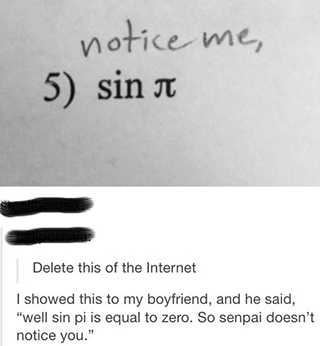 notice me,
5) sin π
Delete this of the Internet
I showed this to my boyfriend, and he said,
“well sin pi is equal to zero. So senpai doesn’t
notice you.”